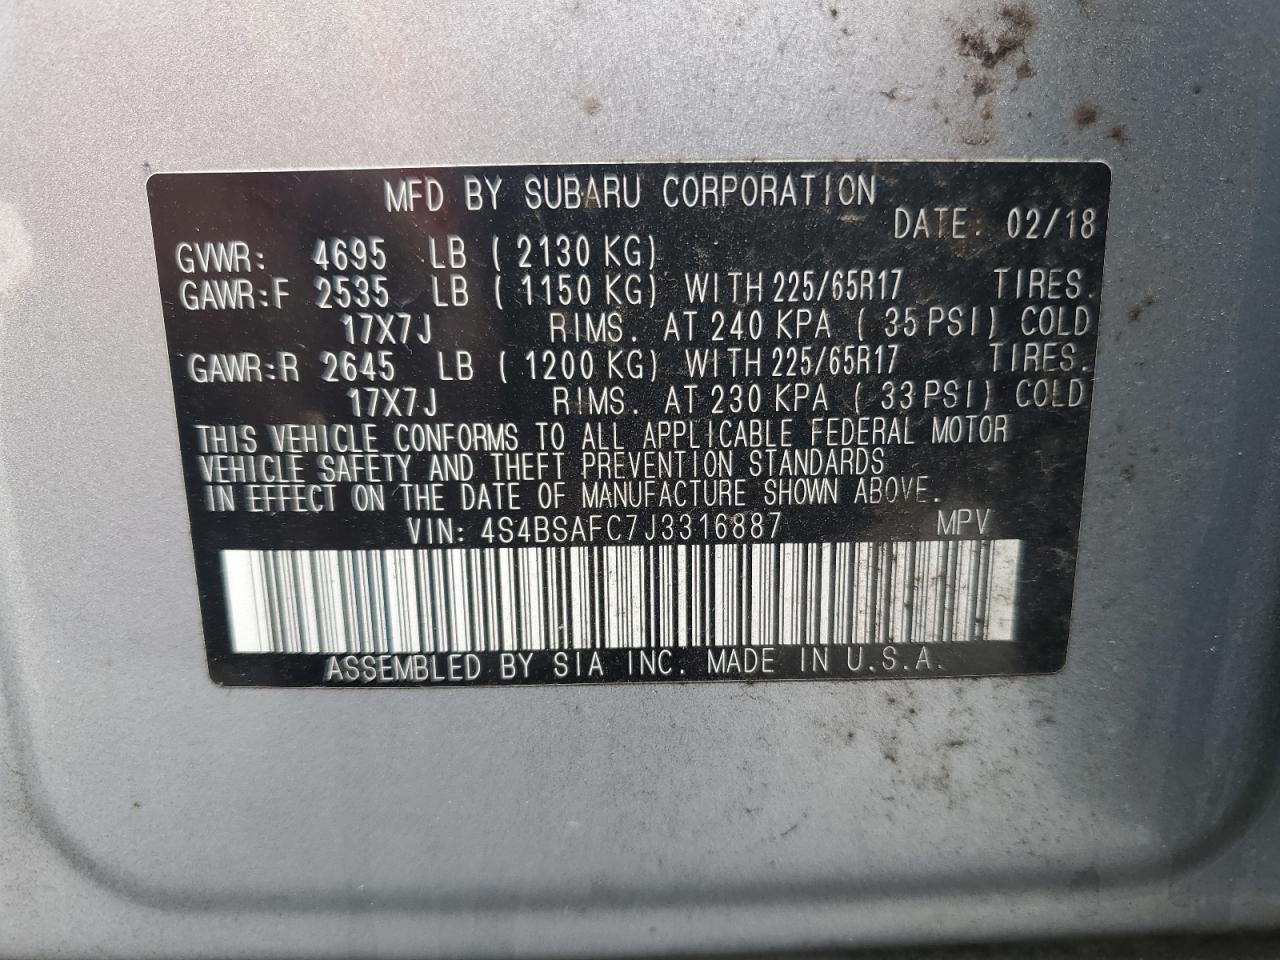 MFD BY SUBARU CORPORATION
DATE: 02/18
GVWR: 4695 LB ( 2130 KG)
GAWR:F 2535 LB ( 1150 KG) WITH 225/65R17 TIRES.
17X7J RIMS. AT 240 KPA ( 35 PSI) COLD
GAWR:R 2645 LB ( 1200 KG) WITH 225/65R17 TIRES.
17X7J RIMS. AT 230 KPA ( 33 PSI) COLD
THIS VEHICLE CONFORMS TO ALL APPLICABLE FEDERAL MOTOR
VEHICLE SAFETY AND THEFT PREVENTION STANDARDS
IN EFFECT ON THE DATE OF MANUFACTURE SHOWN ABOVE.
VIN: 4S4BSAFC7J3316887 MPV
ASSEMBLED BY SIA INC. MADE IN U.S.A.